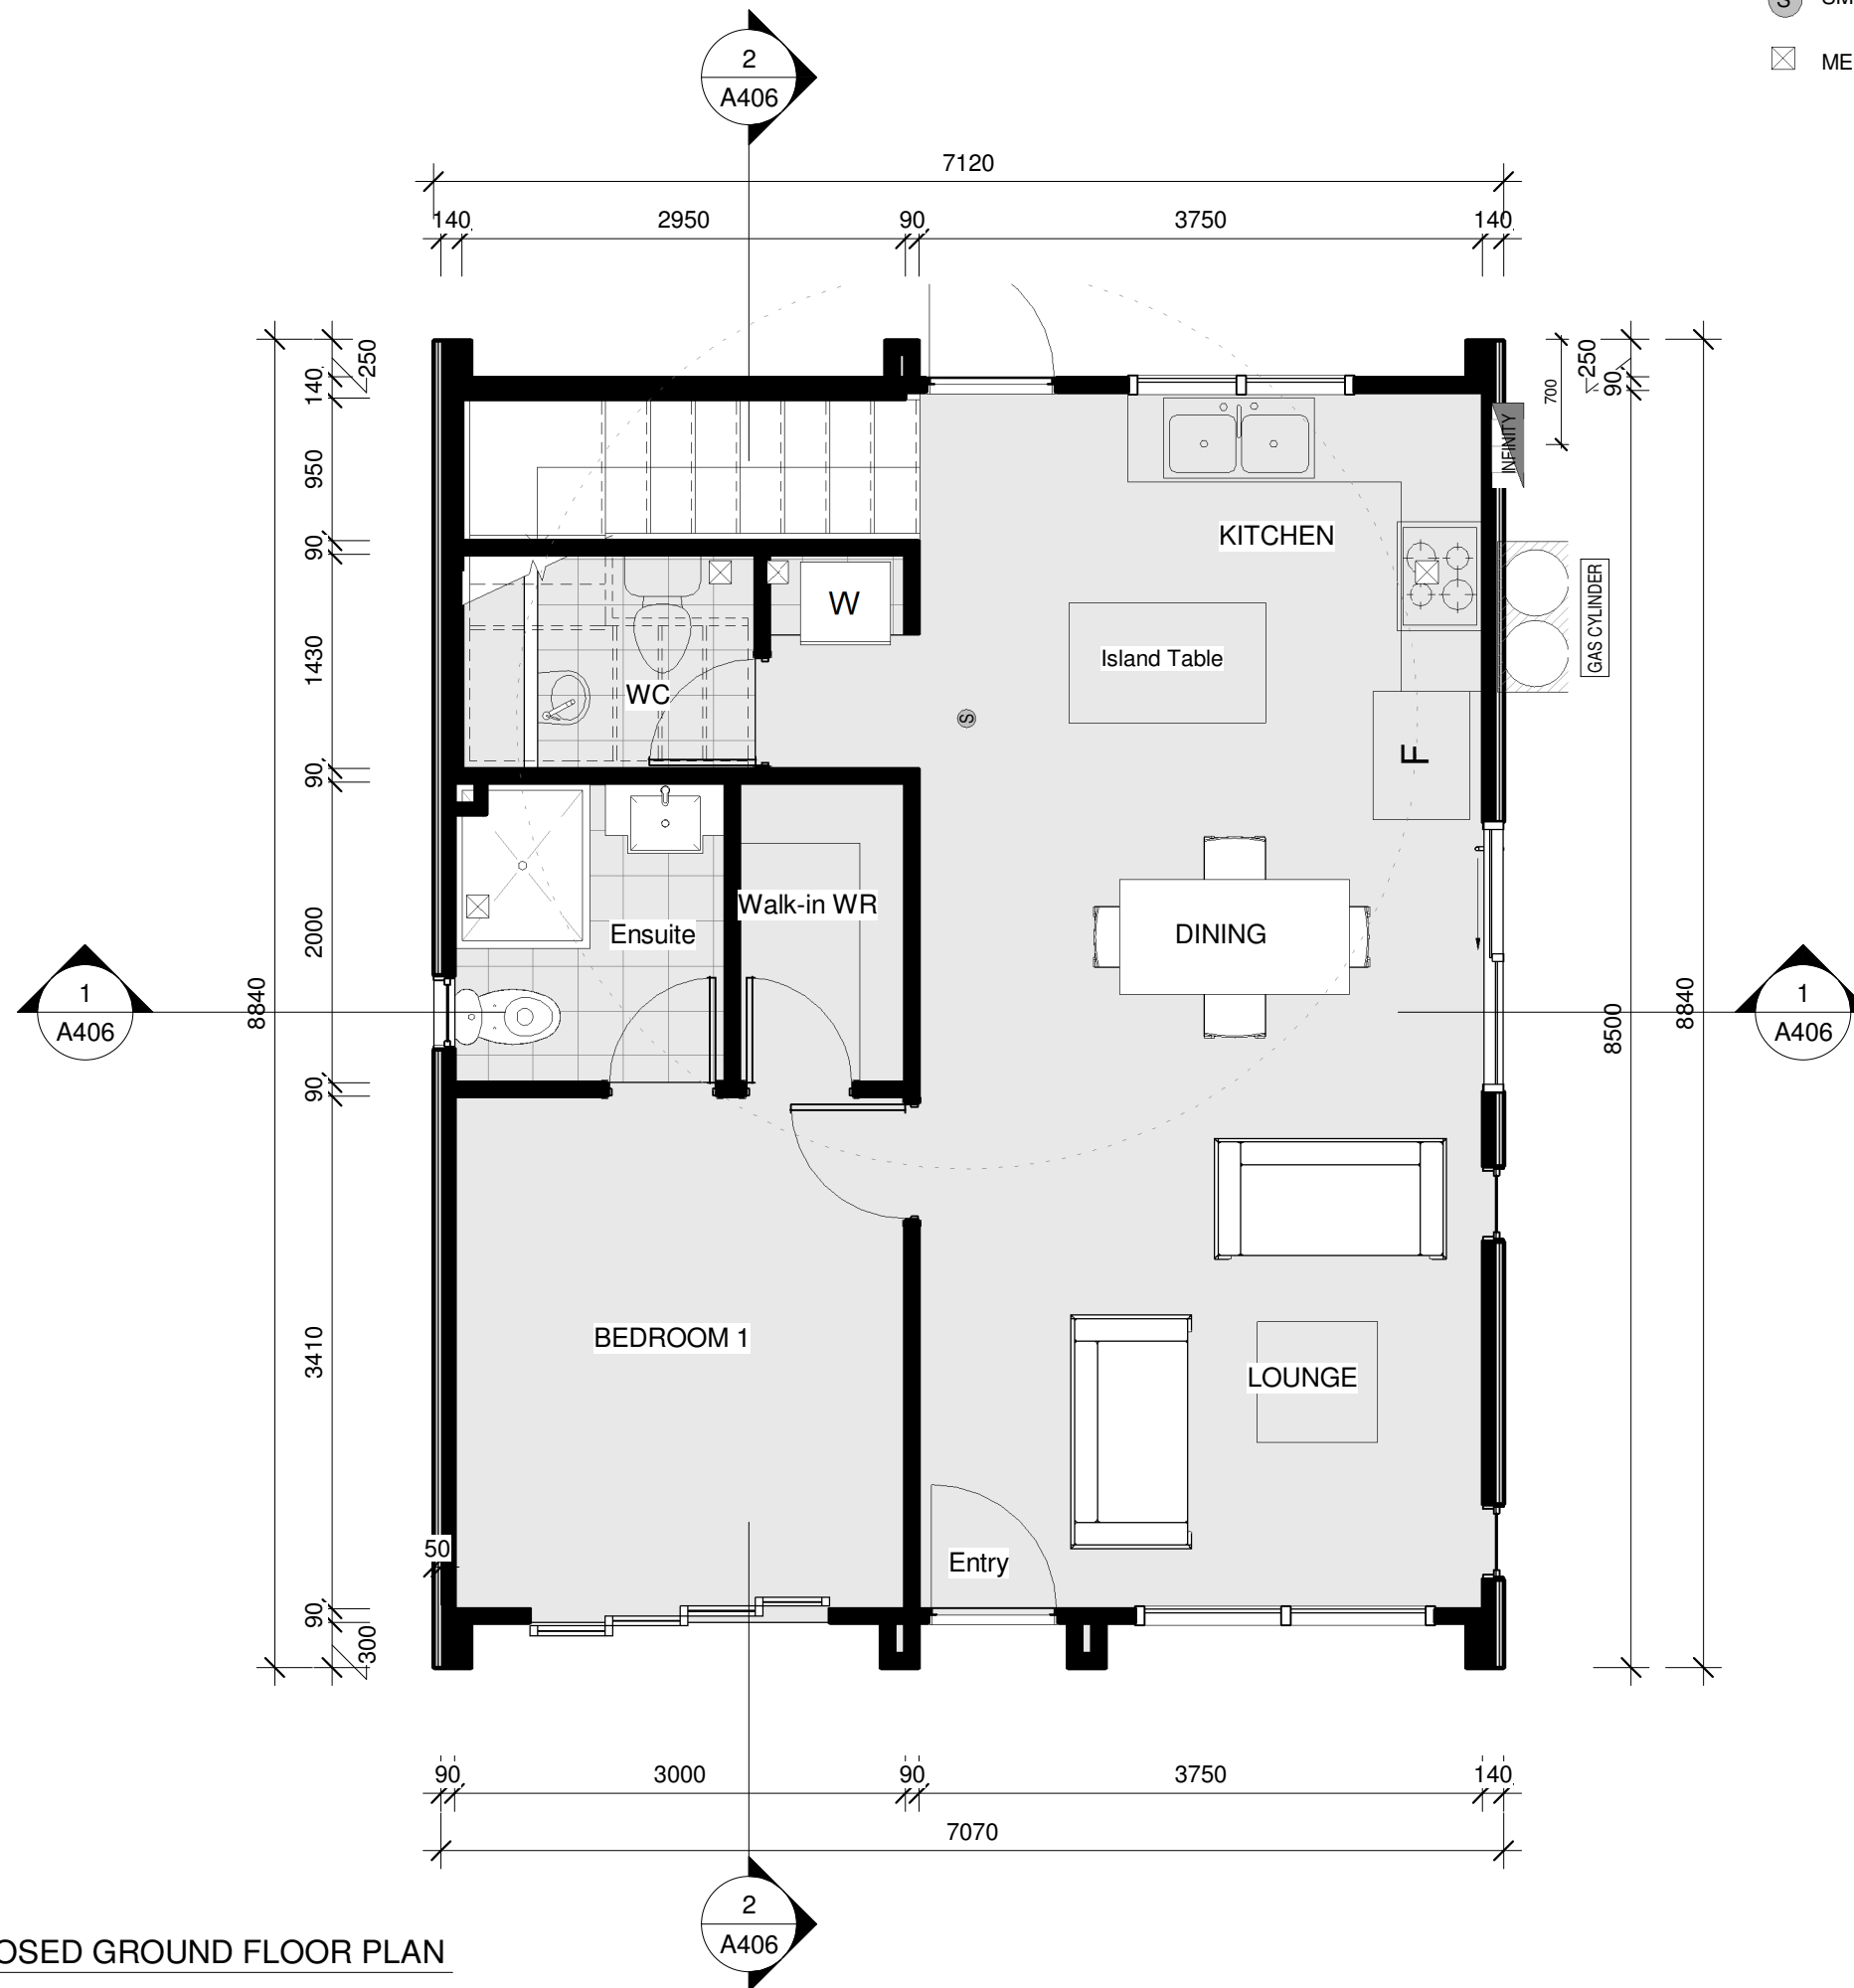 S
ME
2
A406
7120
140
2950
90
3750
140
250
140
950
90
1430
90
2000
90
3410
90
300
8840
250
90
700
INFINITY
KITCHEN
GAS CYLINDER
W
Island Table
WC
S
F
Walk-in WR
Ensuite
DINING
1
A406
8500
8840
1
A406
BEDROOM 1
LOUNGE
50
Entry
90
3000
90
3750
140
7070
2
A406
OSED GROUND FLOOR PLAN